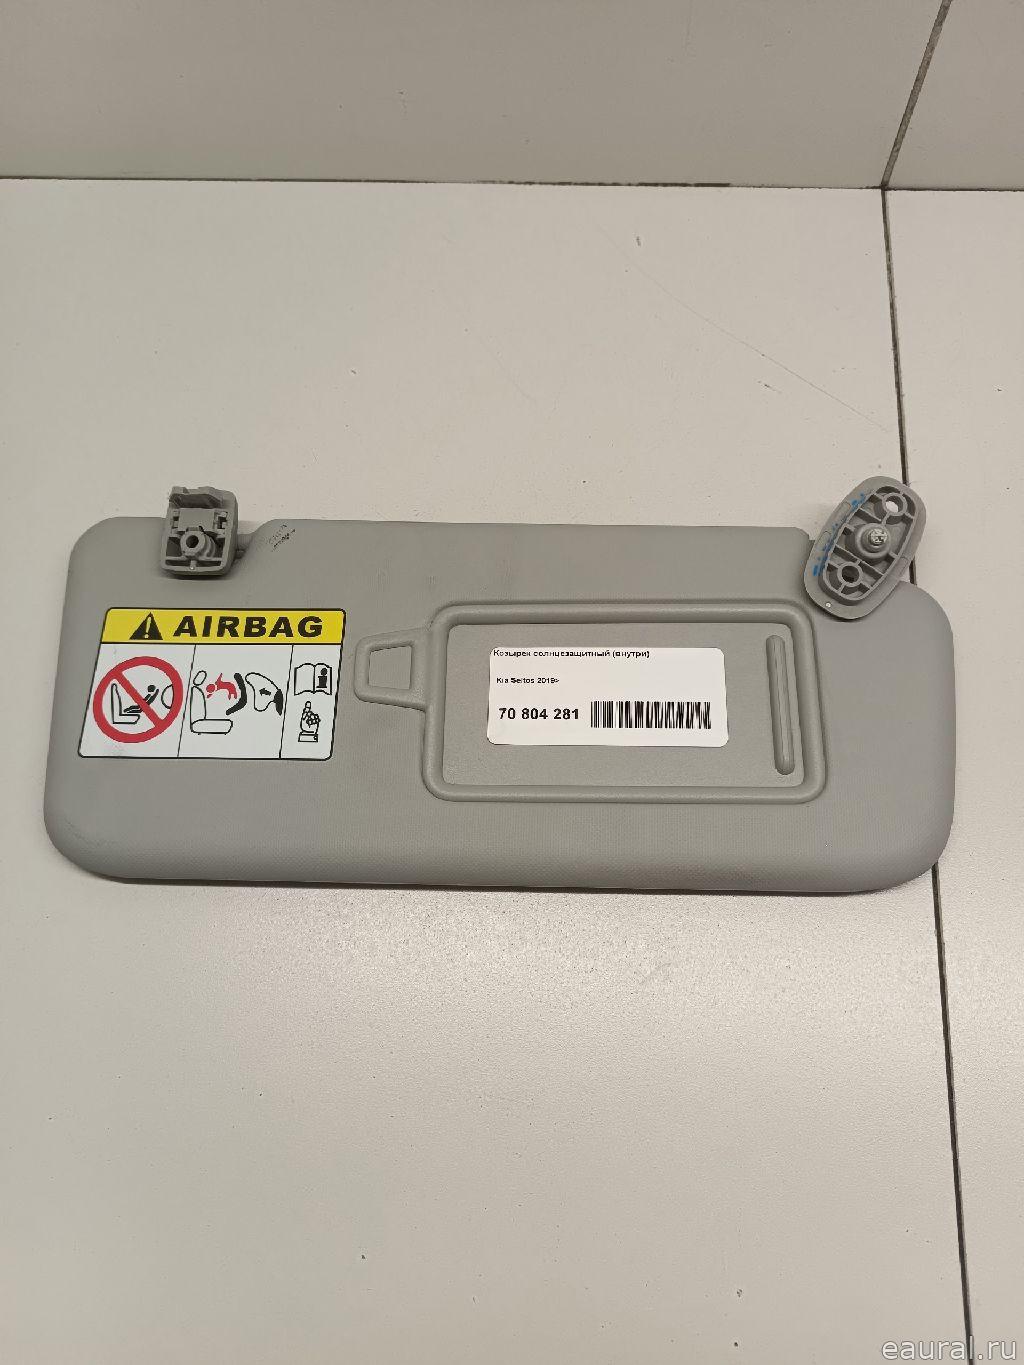 AIRBAG
Козырек солнцезащитный (внутри)
Kia Seltos 2019>
70 804 281
eaural.ru